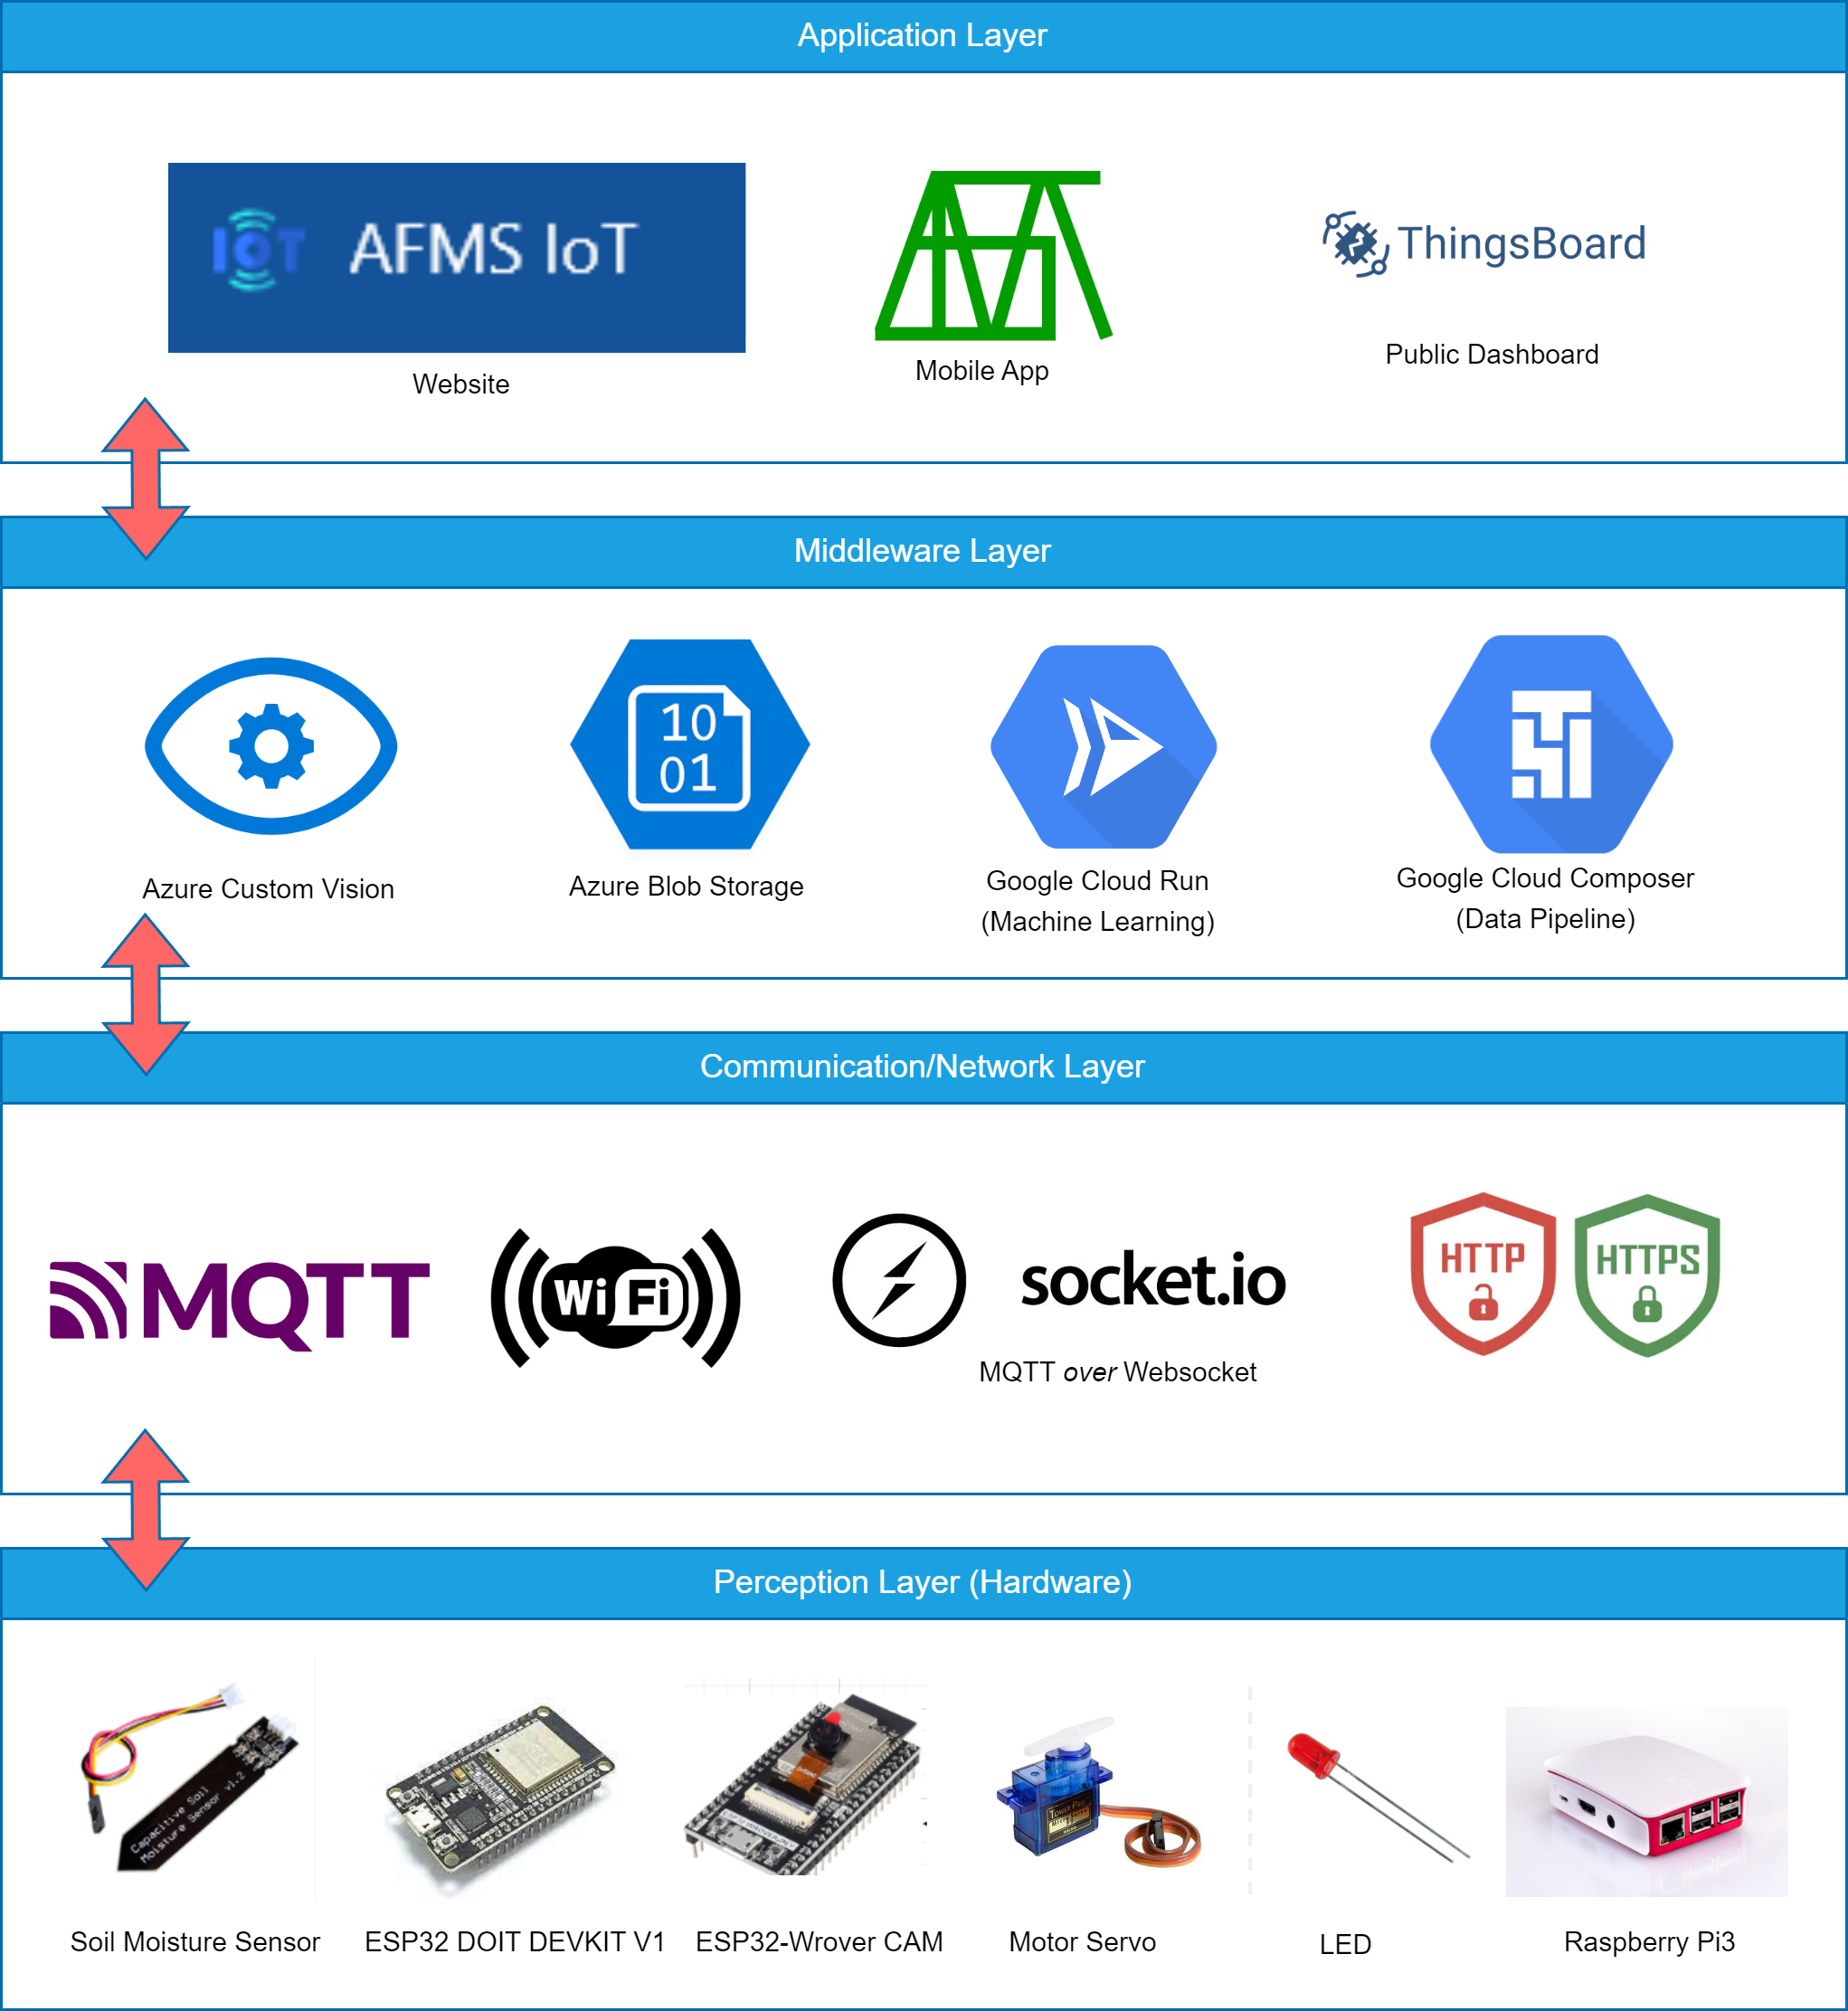 Application Layer
IOT AFMS IoT
ThingsBoard
Website
Mobile App
Public Dashboard
Middleware Layer
10
01
Azure Custom Vision
Azure Blob Storage
Google Cloud Run
(Machine Learning)
Google Cloud Composer
(Data Pipeline)
Communication/Network Layer
MQTT
WiFi
socket.io
HTTP
HTTPS
MQTT over Websocket
Perception Layer (Hardware)
Capacitive Soil
Moisture Sensor v1.2
Tower Pro
Soil Moisture Sensor
ESP32 DOIT DEVKIT V1
ESP32-Wrover CAM
Motor Servo
LED
Raspberry Pi3